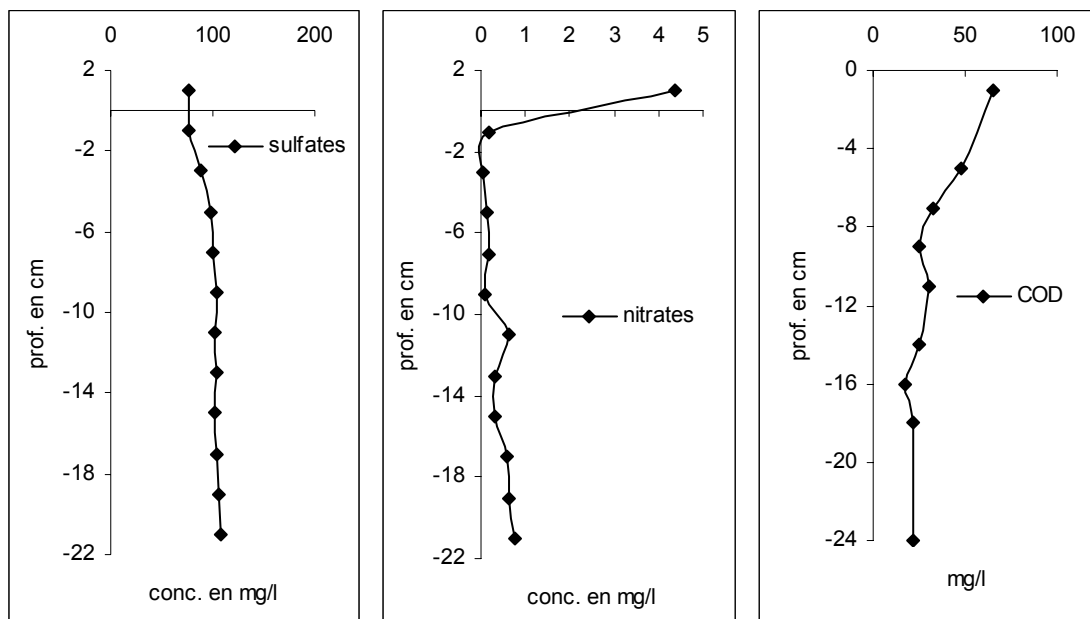 0 100 200
2
-2
-6
-10
-14
-18
-22
prof. en cm
sulfates
conc. en mg/l
0 1 2 3 4 5
2
-2
-6
-10
-14
-18
-22
prof. en cm
nitrates
conc. en mg/l
0 50 100
0
-4
-8
-12
-16
-20
-24
prof. en cm
COD
mg/l